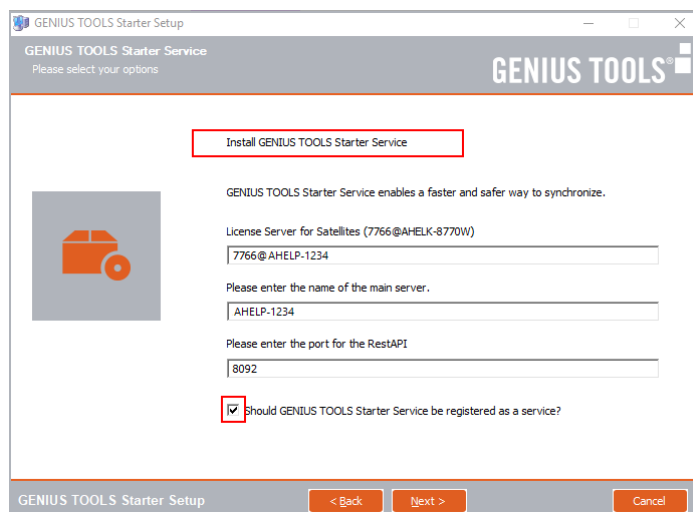 GENIUS TOOLS Starter Setup
GENIUS TOOLS Starter Service
Please select your options
GENIUS TOOLS®
Install GENIUS TOOLS Starter Service
GENIUS TOOLS Starter Service enables a faster and safer way to synchronize.
License Server for Satellites (7766@AHELK-8770W)
7766@AHELP-1234
Please enter the name of the main server.
AHELP-1234
Please enter the port for the RestAPI
8092
Should GENIUS TOOLS Starter Service be registered as a service?
GENIUS TOOLS Starter Setup
< Back
Next >
Cancel